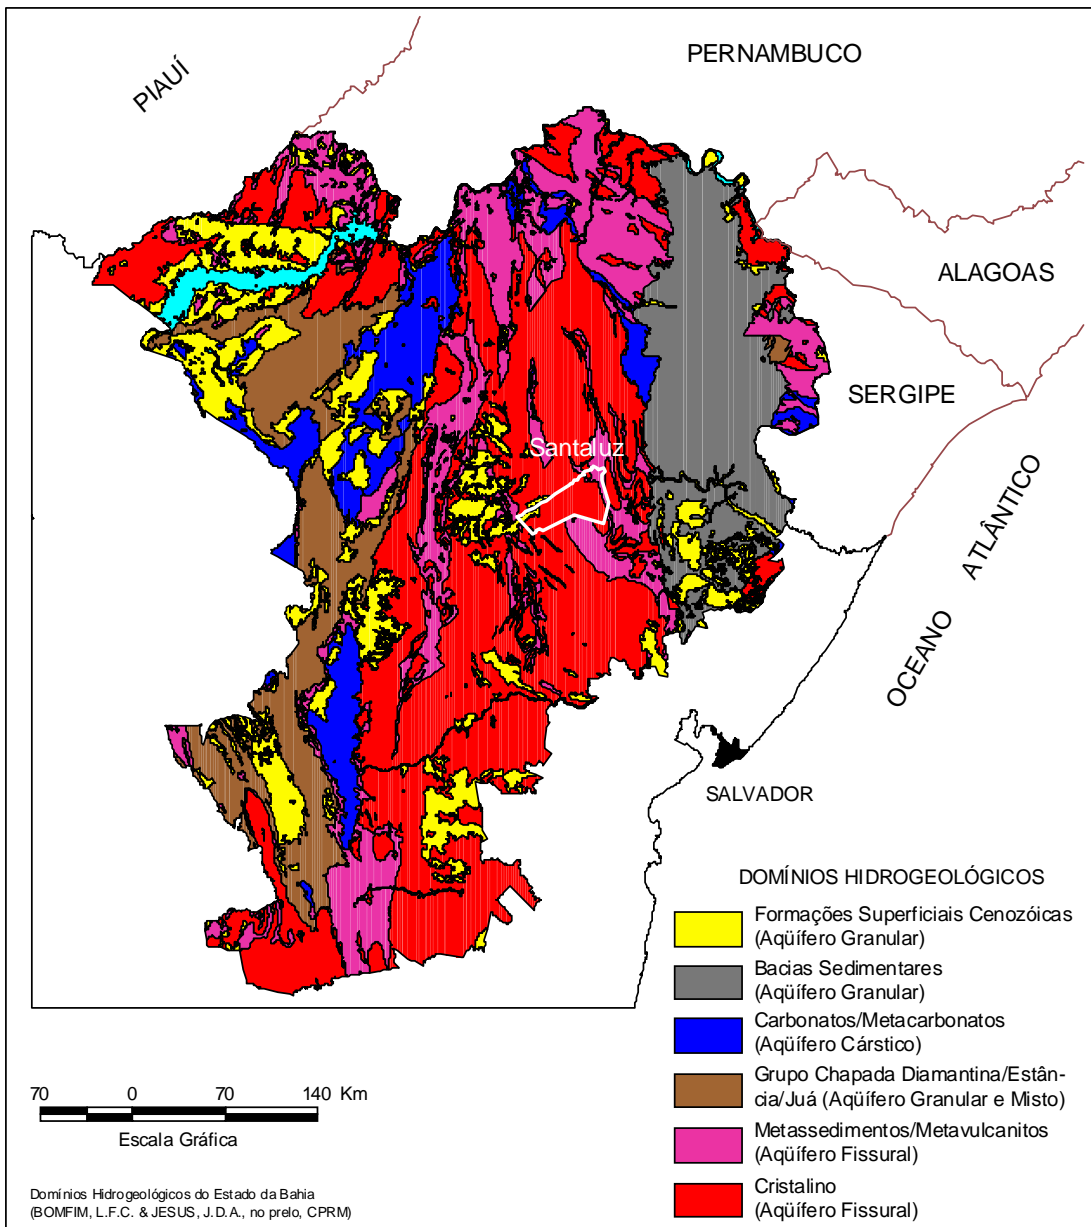 PIAUÍ
PERNAMBUCO
ALAGOAS
SERGIPE
Santaluz
OCEANO ATLÂNTICO
SALVADOR
DOMÍNIOS HIDROGEOLÓGICOS
Formações Superficiais Cenozóicas
(Aqüífero Granular)
Bacias Sedimentares
(Aqüífero Granular)
Carbonatos/Metacarbonatos
(Aqüífero Cárstico)
Grupo Chapada Diamantina/Estân-
cia/Juá (Aqüífero Granular e Misto)
Metassedimentos/Metavulcanitos
(Aqüífero Fissural)
Cristalino
(Aqüífero Fissural)
70 0 70 140 Km
Escala Gráfica
Domínios Hidrogeológicos do Estado da Bahia
(BOMFIM, L.F.C. & JESUS, J.D.A., no prelo, CPRM)